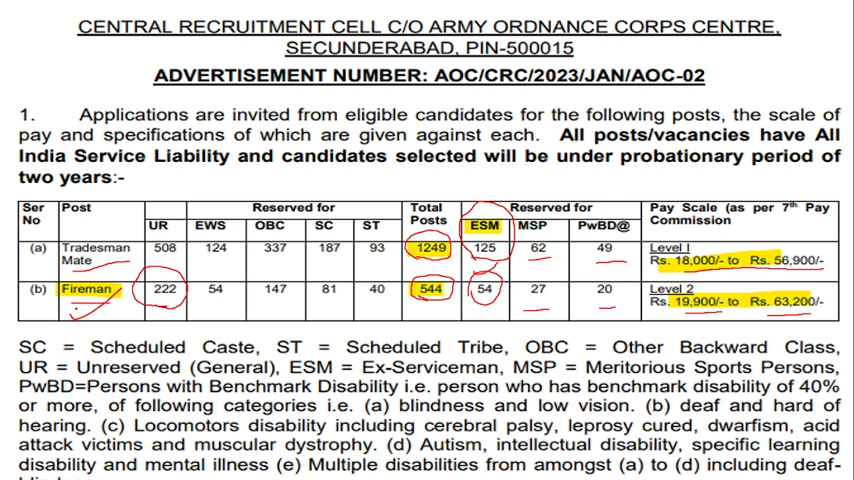 CENTRAL RECRUITMENT CELL C/O ARMY ORDNANCE CORPS CENTRE,
SECUNDERABAD, PIN-500015
ADVERTISEMENT NUMBER: AOC/CRC/2023/JAN/AOC-02
1. Applications are invited from eligible candidates for the following posts, the scale of
pay and specifications of which are given against each. All posts/vacancies have All
India Service Liability and candidates selected will be under probationary period of
two years:-
Ser No Post Reserved for Total Posts Reserved for Pay Scale (as per 7th Pay Commission
UR EWS OBC SC ST ESM MSP PwBD@
(a) Tradesman Mate 508 124 337 187 93 1249 125 62 49 Level I Rs. 18,000/- to Rs. 56,900/-
(b) Fireman 222 54 147 81 40 544 54 27 20 Level 2 Rs. 19,900/- to Rs. 63,200/-
SC = Scheduled Caste, ST = Scheduled Tribe, OBC = Other Backward Class,
UR = Unreserved (General), ESM = Ex-Serviceman, MSP = Meritorious Sports Persons,
PwBD=Persons with Benchmark Disability i.e. person who has benchmark disability of 40%
or more, of following categories i.e. (a) blindness and low vision. (b) deaf and hard of
hearing. (c) Locomotors disability including cerebral palsy, leprosy cured, dwarfism, acid
attack victims and muscular dystrophy. (d) Autism, intellectual disability, specific learning
disability and mental illness (e) Multiple disabilities from amongst (a) to (d) including deaf-